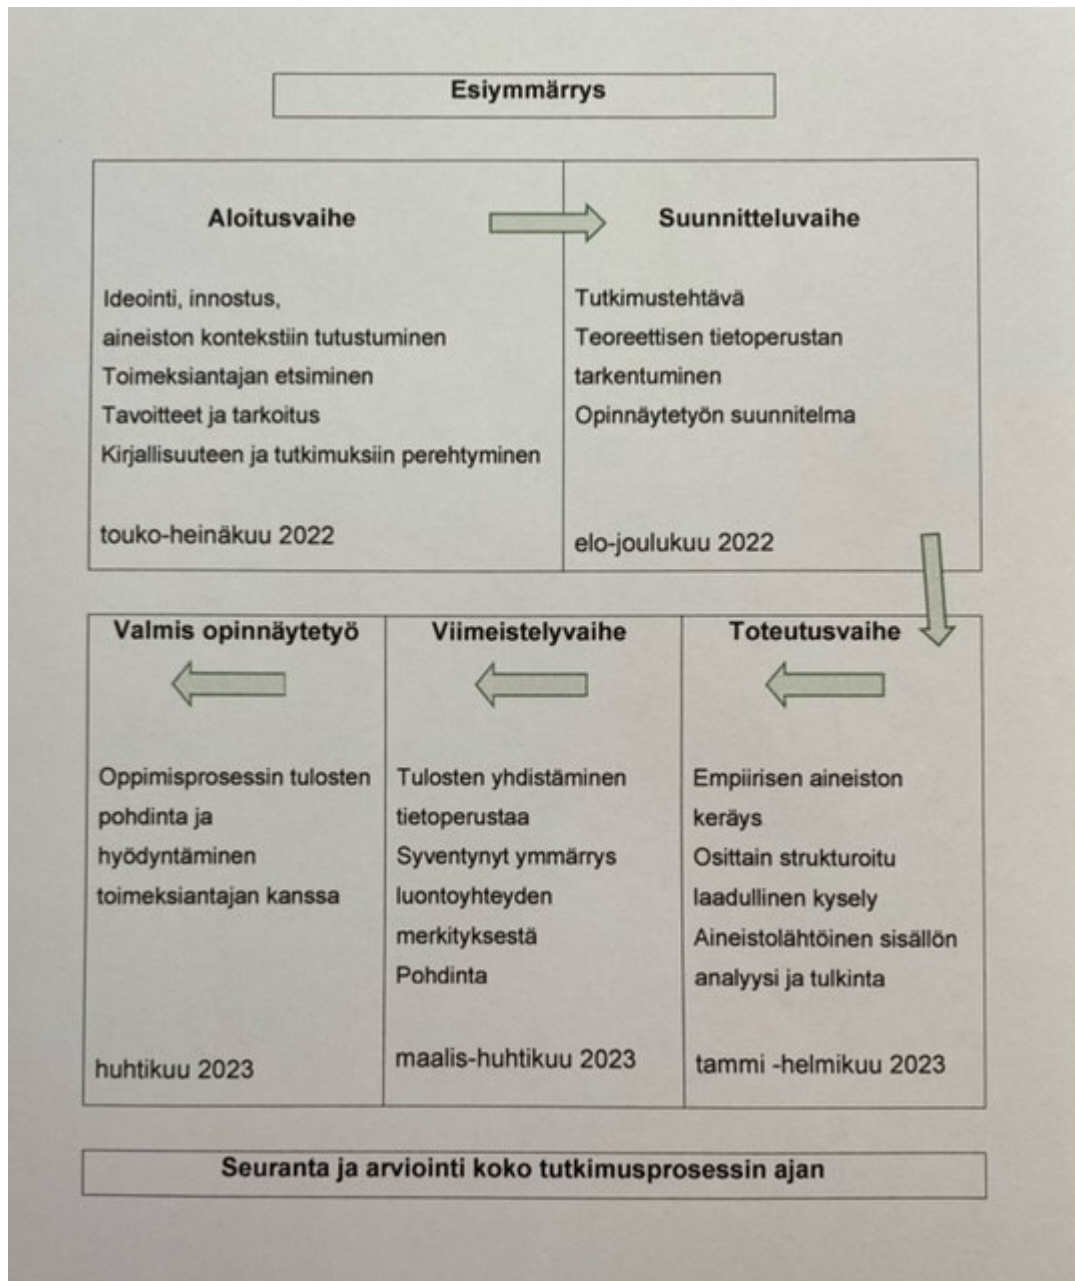 Esiymmärrys
Aloitusvaihe
Ideointi, innostus,
aineiston kontekstiin tutustuminen
Toimeksiantajan etsiminen
Tavoitteet ja tarkoitus
Kirjallisuuteen ja tutkimuksiin perehtyminen
touko-heinäkuu 2022
Suunnitteluvaihe
Tutkimustehtävä
Teoreettisen tietoperustan
tarkentuminen
Opinnäytetyön suunnitelma
elo-joulukuu 2022
Toteutusvaihe
Empiirisen aineiston
keräys
Osittain strukturoitu
laadullinen kysely
Aineistolähtöinen sisällön
analyysi ja tulkinta
tammi -helmikuu 2023
Viimeistelyvaihe
Tulosten yhdistäminen
tietoperustaa
Syventynyt ymmärrys
luontoyhteyden
merkityksestä
Pohdinta
maalis-huhtikuu 2023
Valmis opinnäytetyö
Oppimisprosessin tulosten
pohdinta ja
hyödyntäminen
toimeksiantajan kanssa
huhtikuu 2023
Seuranta ja arviointi koko tutkimusprosessin ajan